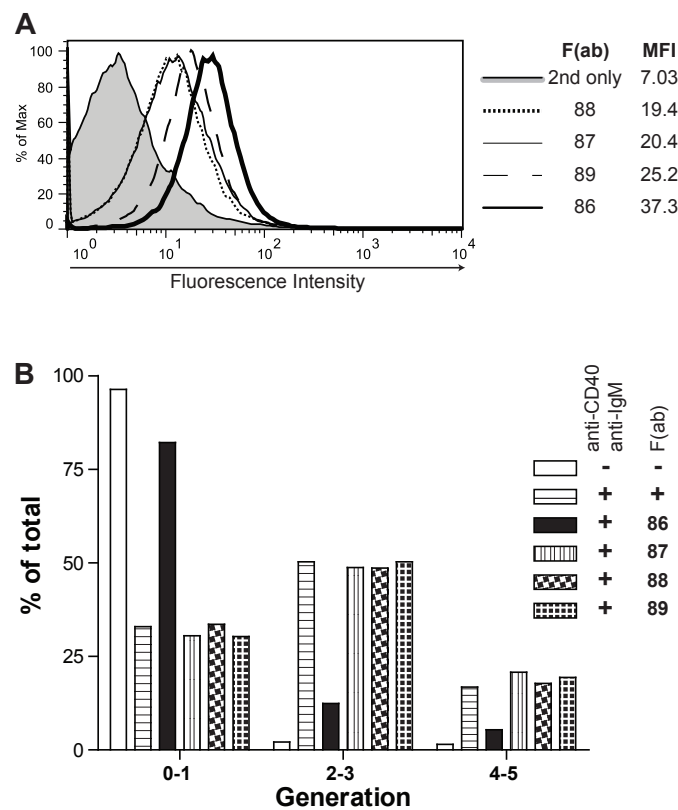 A
% of Max
100
80
60
40
20
0
10^0 10^1 10^2 10^3 10^4
Fluorescence Intensity
F(ab) MFI
2nd only 7.03
88 19.4
87 20.4
89 25.2
86 37.3
B
% of total
100
75
50
25
0
0-1 2-3 4-5
Generation
anti-CD40
anti-IgM
F(ab)
- -
+ +
+ 86
+ 87
+ 88
+ 89